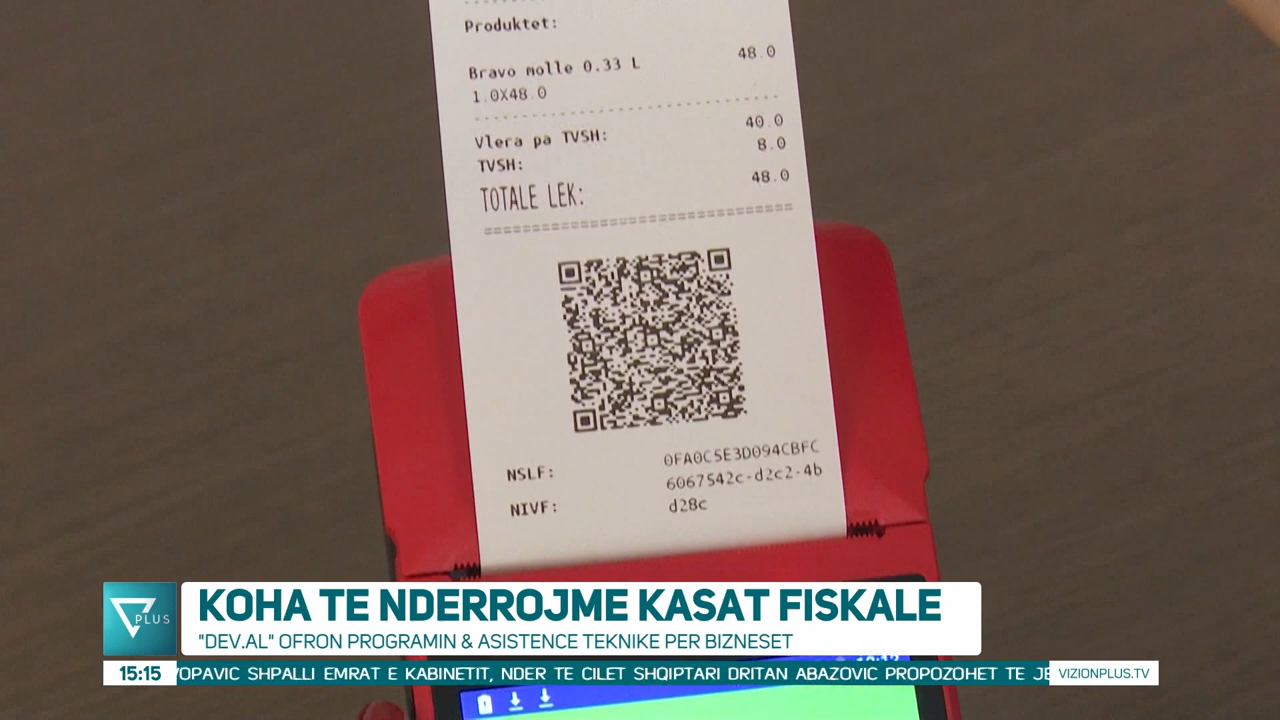 Produktet:
Bravo molle 0.33 L 48.0
1.0X48.0
Vlera pa TVSH: 40.0
TVSH: 8.0
TOTALE LEK: 48.0
NSLF: 0FA0C5E3D094CBFC
6067542c-d2c2-4b
NIVF: d28c
PLUS
KOHA TE NDERROJME KASAT FISKALE
"DEV.AL" OFRON PROGRAMIN & ASISTENCE TEKNIKE PER BIZNESET
15:15 VOPAVIC SHPALLI EMRAT E KABINETIT, NDER TE CILET SHQIPTARI DRITAN ABAZOVIC PROPOZOHET TE JE VIZIONPLUS.TV